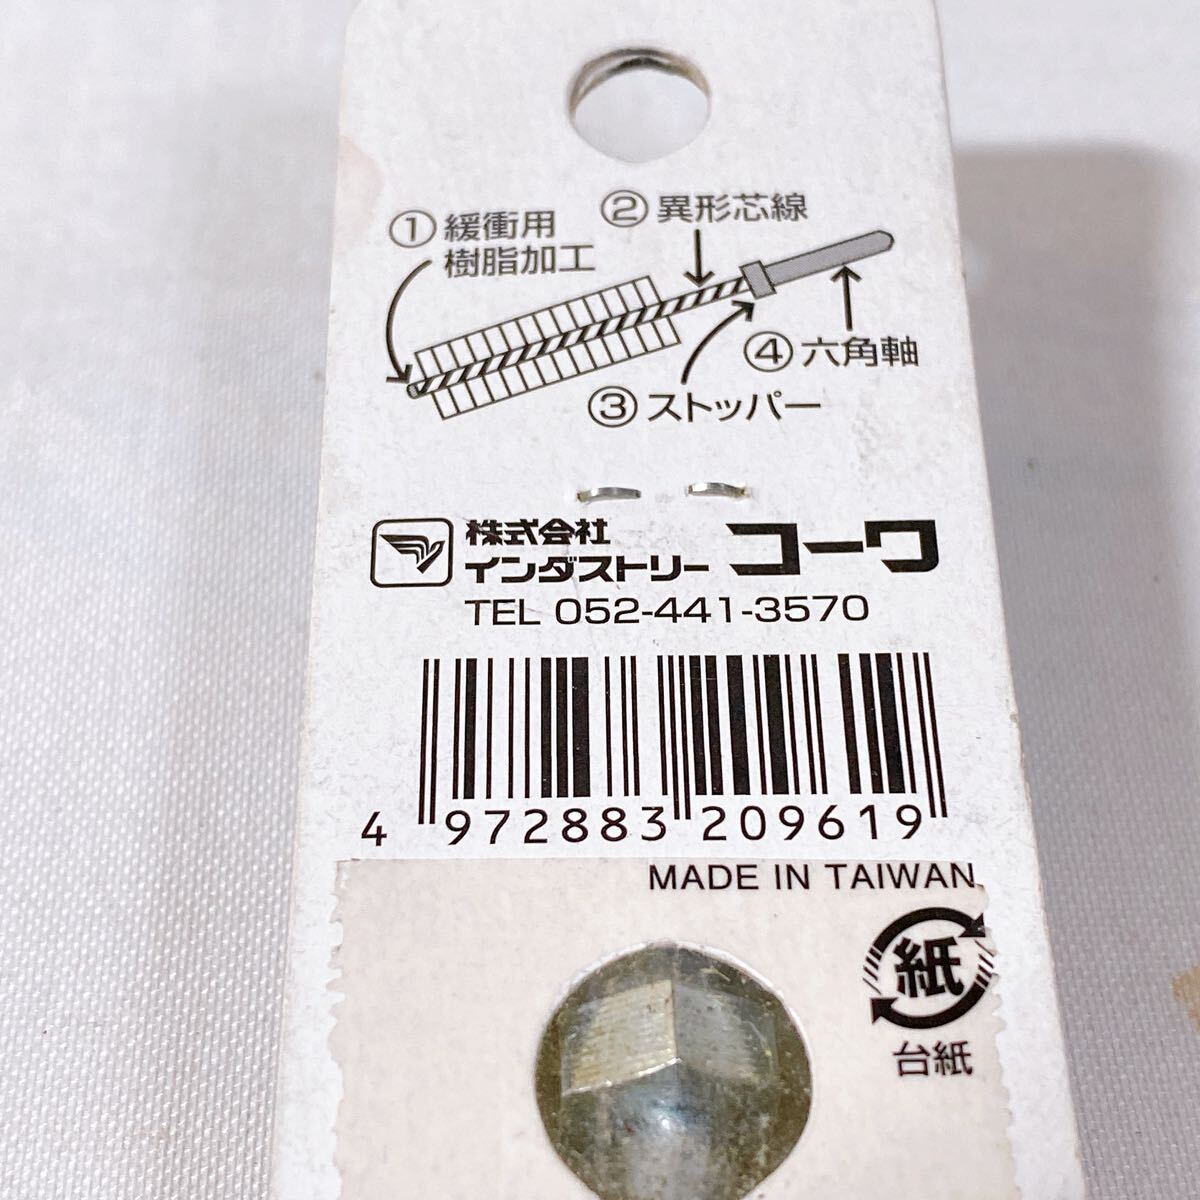 ① 緩衝用
樹脂加工
② 異形芯線
④ 六角軸
③ ストッパー
株式会社
インダストリー コーワ
TEL 052-441-3570
4 972883 209619
MADE IN TAIWAN
紙
台紙